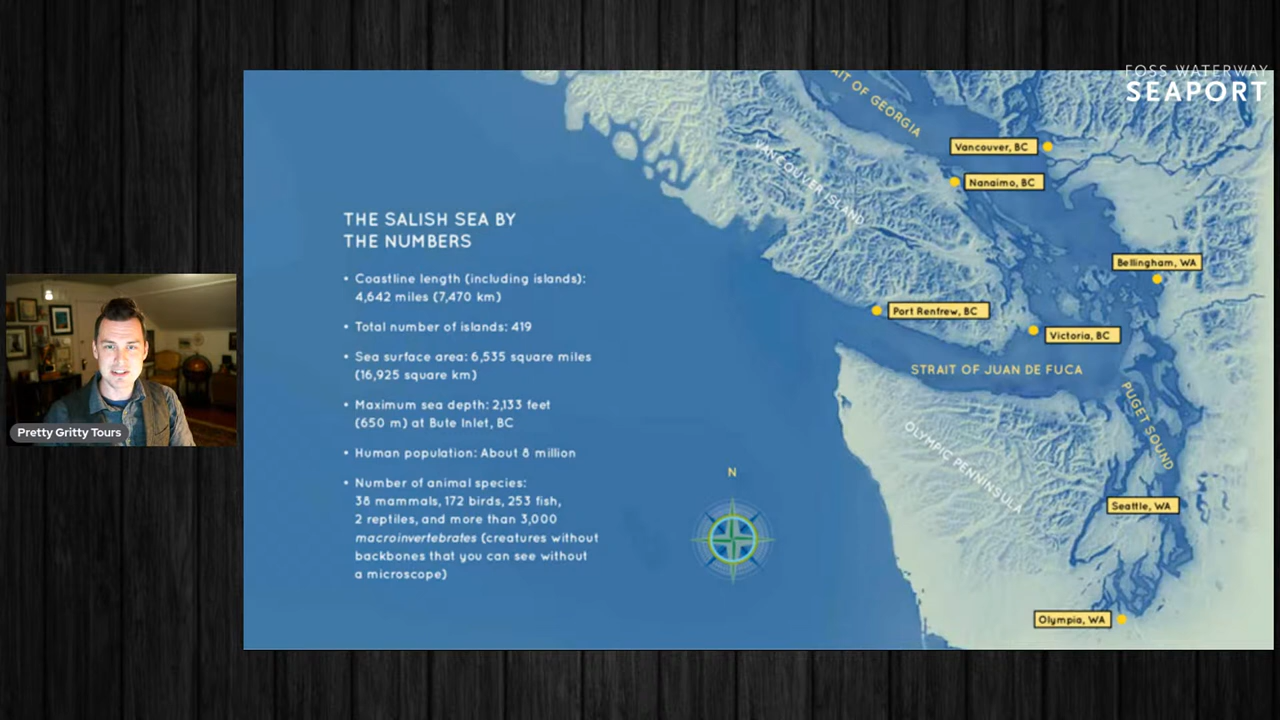 FOSS WATERWAY
SEAPORT
AIT OF GEORGIA
Vancouver, BC
VANCOUVER ISLAND
Nanaimo, BC
THE SALISH SEA BY
THE NUMBERS
Bellingham, WA
• Coastline length (including islands):
4,642 miles (7,470 km)
Port Renfrew, BC
• Total number of islands: 419
Victoria, BC
• Sea surface area: 6,535 square miles
(16,925 square km)
STRAIT OF JUAN DE FUCA
• Maximum sea depth: 2,133 feet
(650 m) at Bute Inlet, BC
PUGET SOUND
Pretty Gritty Tours
• Human population: About 8 million
OLYMPIC PENNINSULA
N
• Number of animal species:
38 mammals, 172 birds, 253 fish,
2 reptiles, and more than 3,000
macroinvertebrates (creatures without
backbones that you can see without
a microscope)
Seattle, WA
Olympia, WA